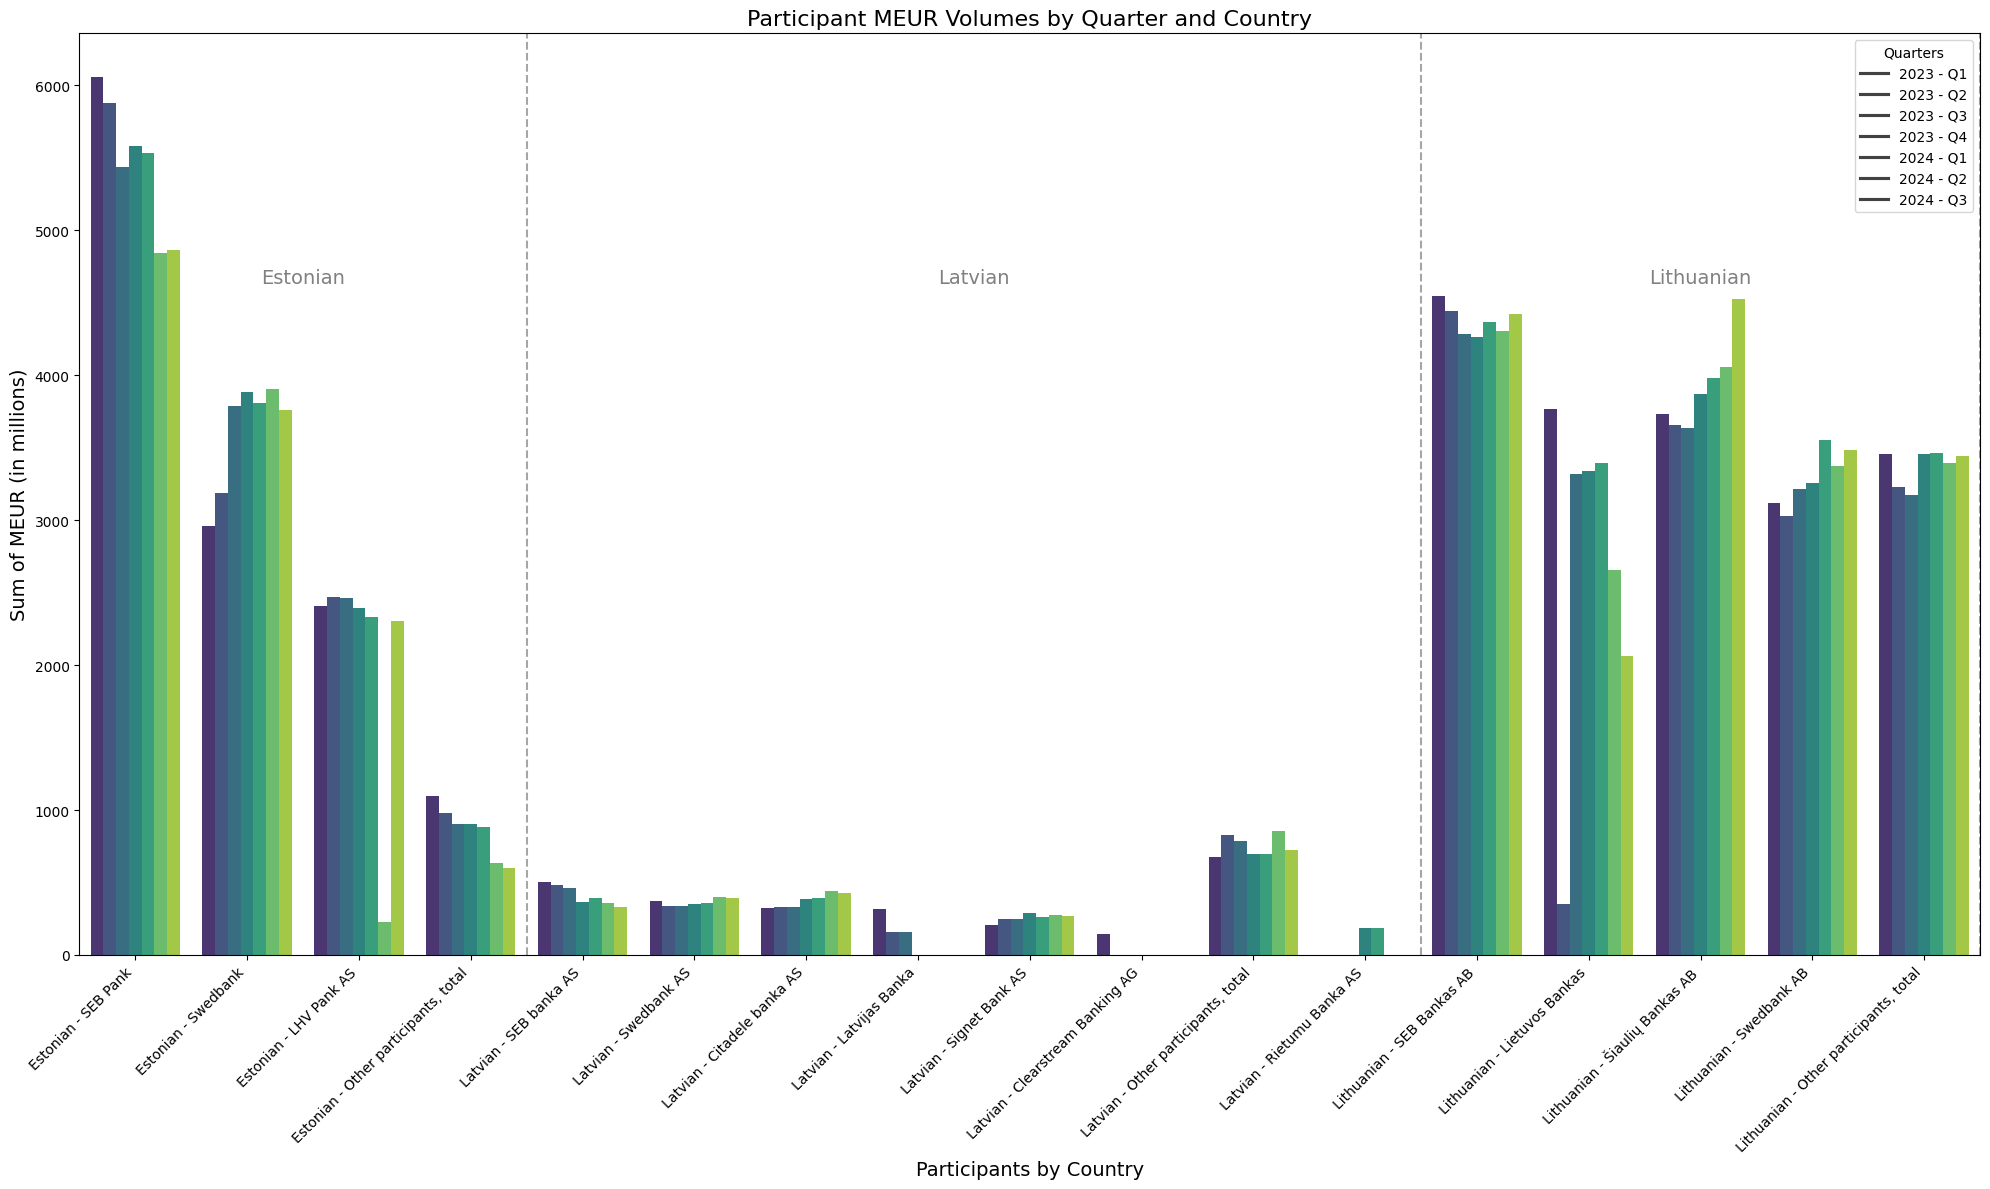 Participant MEUR Volumes by Quarter and Country
Sum of MEUR (in millions)
6000
5000
4000
3000
2000
1000
0
Estonian
Latvian
Lithuanian
Quarters
2023 - Q1
2023 - Q2
2023 - Q3
2023 - Q4
2024 - Q1
2024 - Q2
2024 - Q3
Estonian - SEB Pank
Estonian - Swedbank
Estonian - LHV Pank AS
Estonian - Other participants, total
Latvian - SEB banka AS
Latvian - Swedbank AS
Latvian - Citadele banka AS
Latvian - Latvijas Banka
Latvian - Signet Bank AS
Latvian - Clearstream Banking AG
Latvian - Other participants, total
Latvian - Rietumu Banka AS
Lithuanian - SEB Bankas AB
Lithuanian - Lietuvos Bankas
Lithuanian - Šiaulių Bankas AB
Lithuanian - Swedbank AB
Lithuanian - Other participants, total
Participants by Country